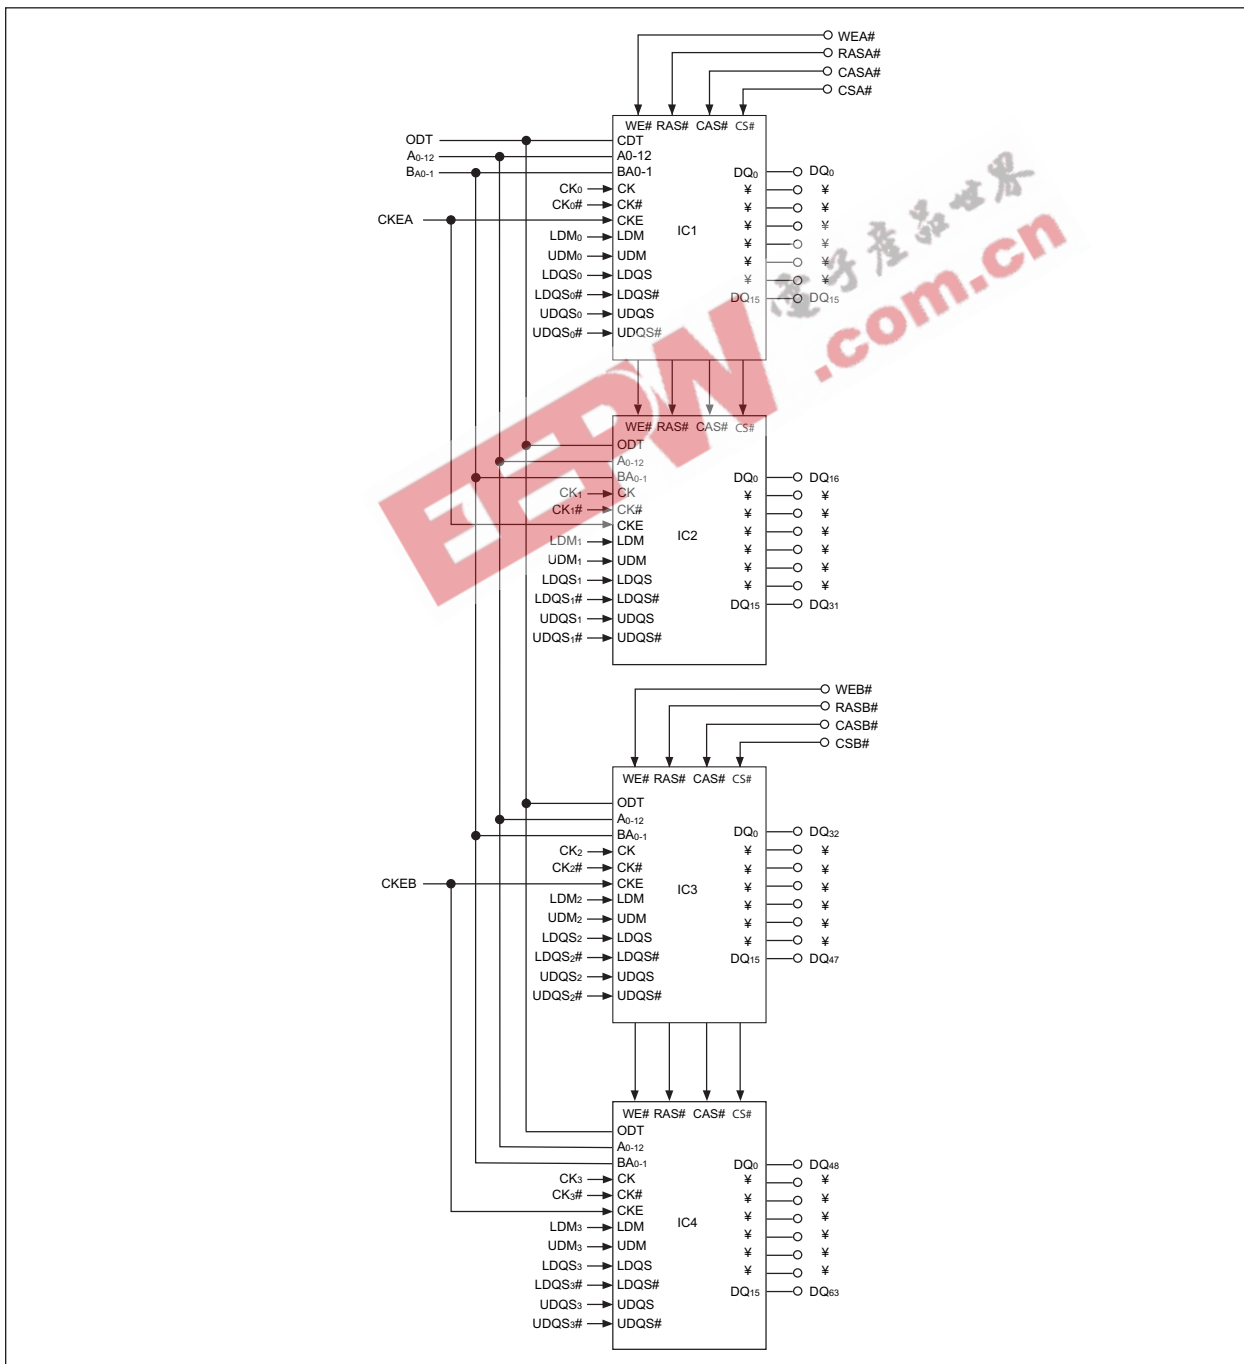 WEA#
RASA#
CASA#
CSA#
WE# RAS# CAS# CS#
ODT CDT
A0-12 A0-12
BA0-1 BA0-1 DQ0 DQ0
CK0 CK ¥ ¥
CK0# CK# ¥ ¥
CKEA CKE ¥ ¥
LDM0 LDM IC1 ¥ ¥
UDM0 UDM ¥ ¥
LDQS0 LDQS ¥ ¥
LDQS0# LDQS# DQ15 DQ15
UDQS0 UDQS
UDQS0# UDQS#
EEPW .com.cn
電子產品世界
WE# RAS# CAS# CS#
ODT
A0-12
BA0-1 DQ0 DQ16
CK1 CK ¥ ¥
CK1# CK# ¥ ¥
CKE ¥ ¥
LDM1 LDM IC2 ¥ ¥
UDM1 UDM ¥ ¥
LDQS1 LDQS ¥ ¥
LDQS1# LDQS# DQ15 DQ31
UDQS1 UDQS
UDQS1# UDQS#
WEB#
RASB#
CASB#
CSB#
WE# RAS# CAS# CS#
ODT
A0-12
BA0-1 DQ0 DQ32
CK2 CK ¥ ¥
CK2# CK# ¥ ¥
CKEB CKE ¥ ¥
LDM2 LDM IC3 ¥ ¥
UDM2 UDM ¥ ¥
LDQS2 LDQS ¥ ¥
LDQS2# LDQS# DQ15 DQ47
UDQS2 UDQS
UDQS2# UDQS#
WE# RAS# CAS# CS#
ODT
A0-12
BA0-1 DQ0 DQ48
CK3 CK ¥ ¥
CK3# CK# ¥ ¥
CKE ¥ ¥
LDM3 LDM IC4 ¥ ¥
UDM3 UDM ¥ ¥
LDQS3 LDQS ¥ ¥
LDQS3# LDQS# DQ15 DQ63
UDQS3 UDQS
UDQS3# UDQS#